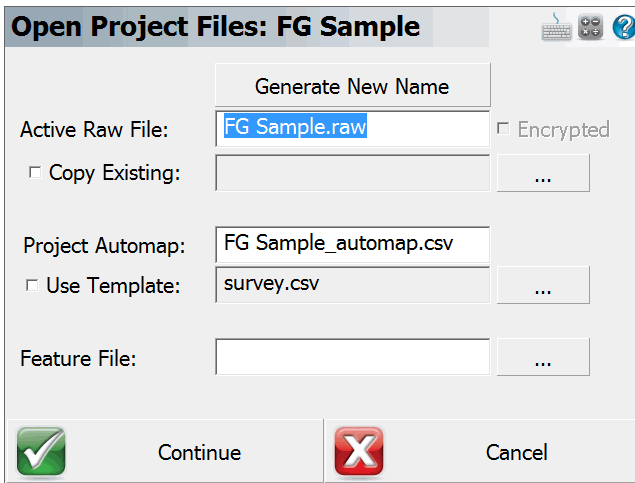 Open Project Files: FG Sample
Generate New Name
Active Raw File: FG Sample.raw Encrypted
Copy Existing: ...
Project Automap: FG Sample_automap.csv
Use Template: survey.csv ...
Feature File: ...
Continue Cancel